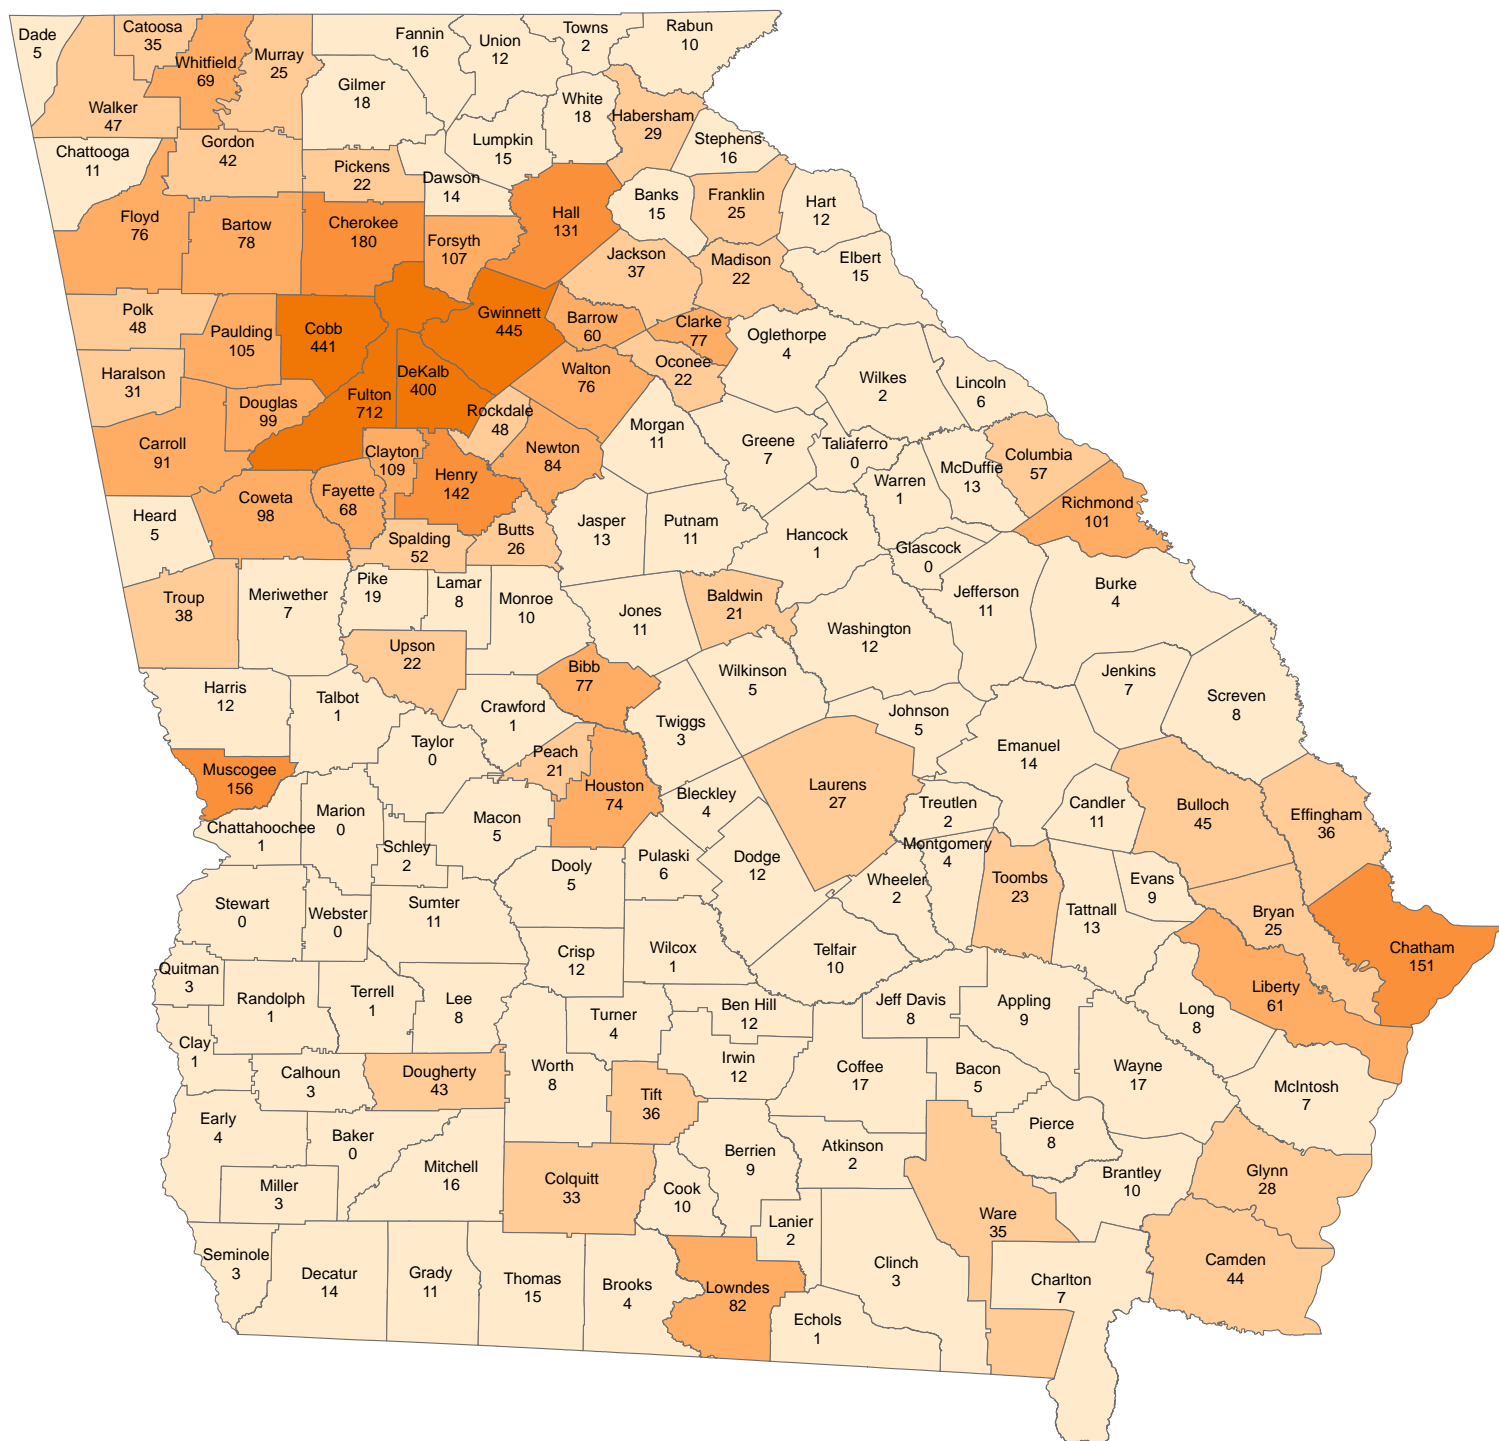 Dade
5
Catoosa
35
Whitfield
69
Murray
25
Fannin
16
Union
12
Towns
2
Rabun
10
Walker
47
Gilmer
18
White
18
Habersham
29
Lumpkin
15
Stephens
16
Chattooga
11
Gordon
42
Pickens
22
Dawson
14
Banks
15
Franklin
25
Hart
12
Floyd
76
Bartow
78
Cherokee
180
Forsyth
107
Hall
131
Jackson
37
Madison
22
Elbert
15
Polk
48
Paulding
105
Cobb
441
Gwinnett
445
Barrow
60
Clarke
77
Oglethorpe
4
Haralson
31
Douglas
99
Fulton
712
DeKalb
400
Walton
76
Oconee
22
Wilkes
2
Lincoln
6
Rockdale
48
Morgan
11
Greene
7
Taliaferro
0
Columbia
57
McDuffie
13
Carroll
91
Clayton
109
Henry
142
Newton
84
Warren
1
Richmond
101
Coweta
98
Fayette
68
Heard
5
Spalding
52
Butts
26
Jasper
13
Putnam
11
Hancock
1
Glascock
0
Troup
38
Meriwether
7
Pike
19
Lamar
8
Monroe
10
Jones
11
Baldwin
21
Jefferson
11
Burke
4
Washington
12
Upson
22
Bibb
77
Wilkinson
5
Jenkins
7
Screven
8
Harris
12
Talbot
1
Crawford
1
Twiggs
3
Johnson
5
Emanuel
14
Taylor
0
Peach
21
Houston
74
Muscogee
156
Bleckley
4
Laurens
27
Treutlen
2
Candler
11
Bulloch
45
Effingham
36
Chattahoochee
1
Marion
0
Macon
5
Schley
2
Dooly
5
Pulaski
6
Dodge
12
Montgomery
4
Wheeler
2
Toombs
23
Evans
9
Tattnall
13
Bryan
25
Stewart
0
Webster
0
Sumter
11
Crisp
12
Wilcox
1
Telfair
10
Chatham
151
Quitman
3
Randolph
1
Terrell
1
Lee
8
Turner
4
Ben Hill
12
Jeff Davis
8
Appling
9
Long
8
Liberty
61
Clay
1
Calhoun
3
Dougherty
43
Worth
8
Tift
36
Irwin
12
Coffee
17
Bacon
5
Wayne
17
McIntosh
7
Early
4
Baker
0
Mitchell
16
Colquitt
33
Berrien
9
Atkinson
2
Pierce
8
Brantley
10
Glynn
28
Miller
3
Cook
10
Lanier
2
Ware
35
Seminole
3
Decatur
14
Grady
11
Thomas
15
Brooks
4
Lowndes
82
Echols
1
Clinch
3
Charlton
7
Camden
44